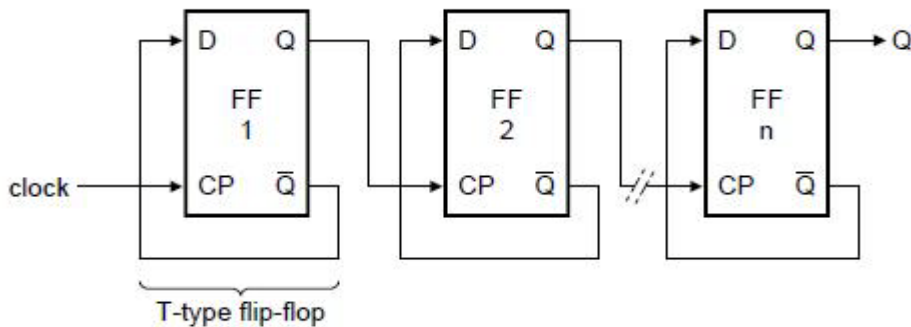 D Q D Q D Q Q
FF FF FF
1 2 n
clock CP Q̅ CP Q̅ CP Q̅
T-type flip-flop